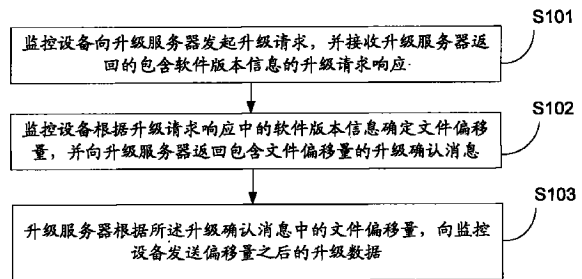 S101
监控设备向升级服务器发起升级请求，并接收升级服务器返
回的包含软件版本信息的升级请求响应
S102
监控设备根据升级请求响应中的软件版本信息确定文件偏移
量，并向升级服务器返回包含文件偏移量的升级确认消息
S103
升级服务器根据所述升级确认消息中的文件偏移量，向监控
设备发送偏移量之后的升级数据